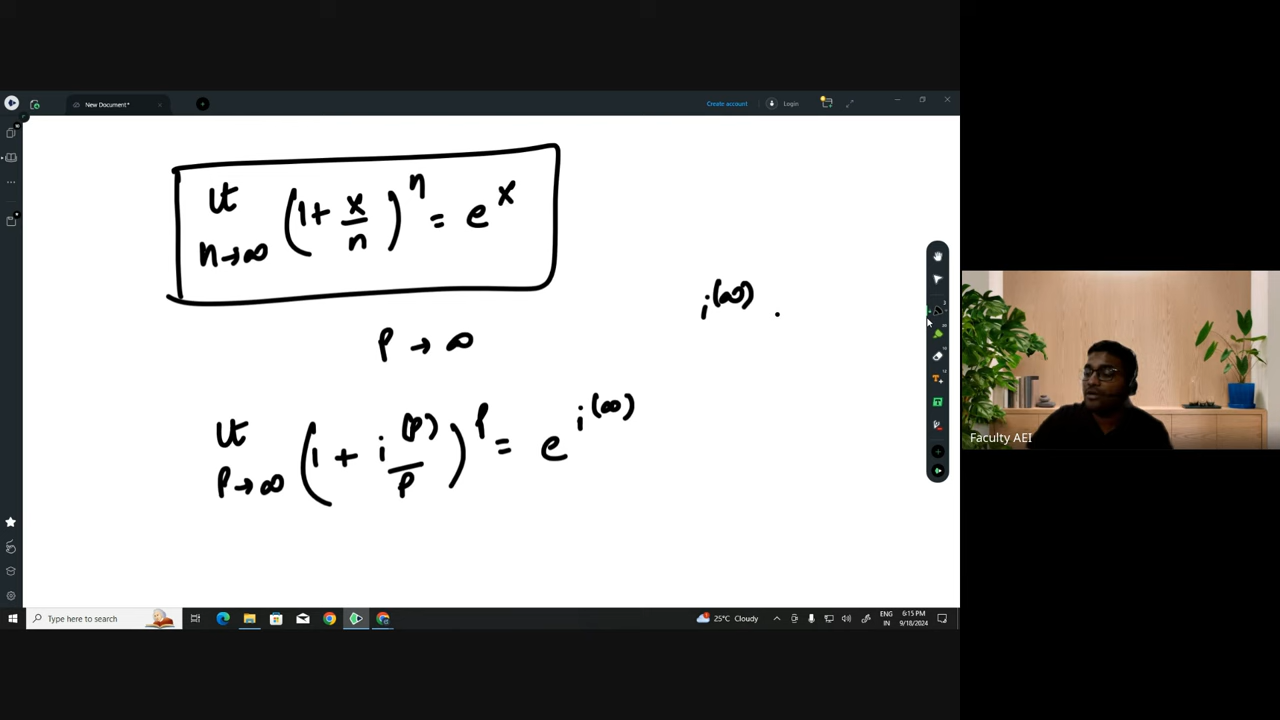 New Document*
Create account
Login
lt (1 + x/n)^n = e^x
n→∞
i^(∞) .
p → ∞
lt (1 + i^(p)/p)^p = e^i^(∞)
p→∞
Faculty AEI
Type here to search
25°C Cloudy
ENG
IN
6:15 PM
9/18/2024